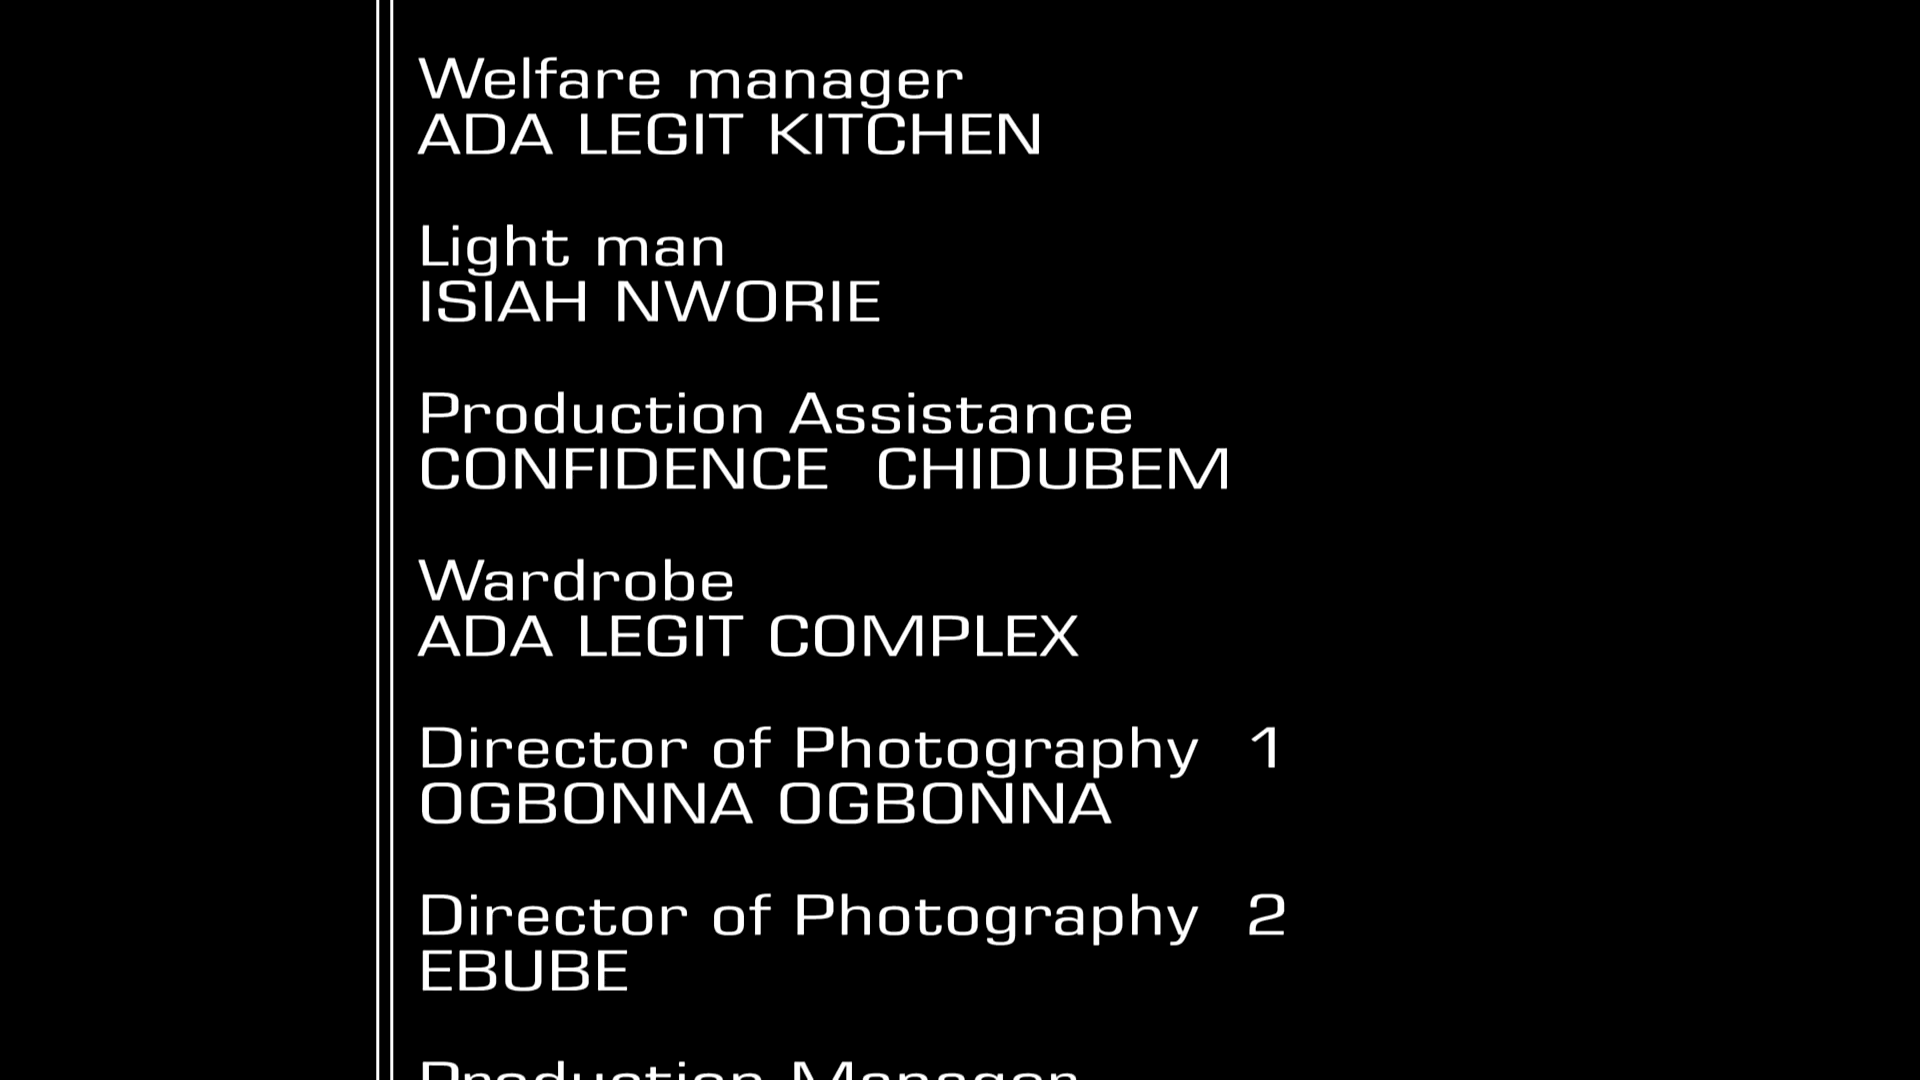 Welfare manager
ADA LEGIT KITCHEN
Light man
ISIAH NWORIE
Production Assistance
CONFIDENCE CHIDUBEM
Wardrobe
ADA LEGIT COMPLEX
Director of Photography 1
OGBONNA OGBONNA
Director of Photography 2
EBUBE
Production Manager